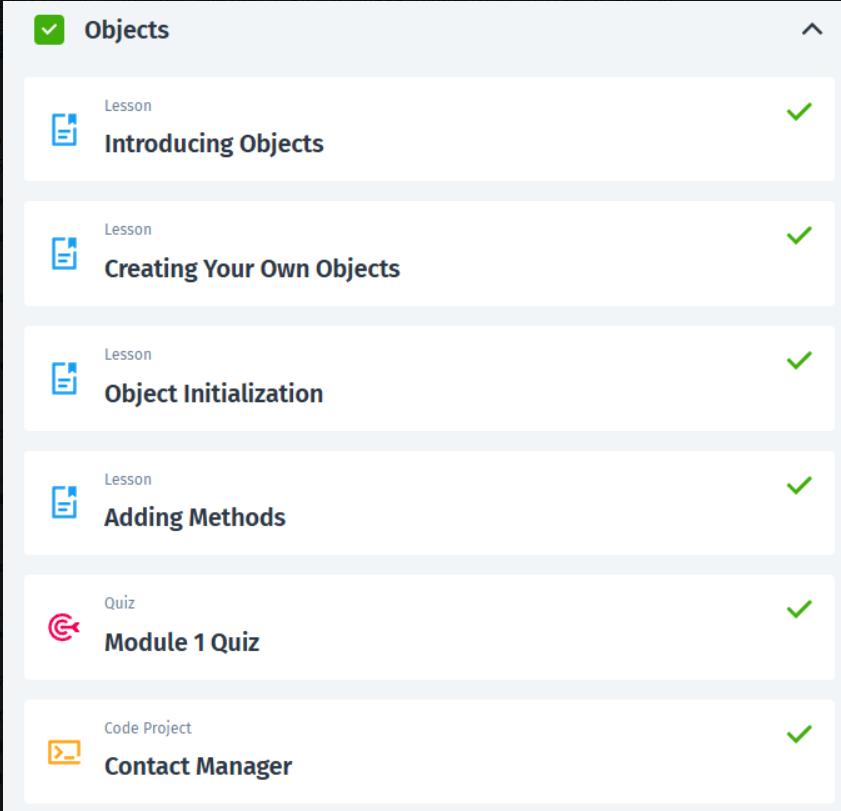 Objects
Lesson
Introducing Objects
Lesson
Creating Your Own Objects
Lesson
Object Initialization
Lesson
Adding Methods
Quiz
Module 1 Quiz
Code Project
Contact Manager